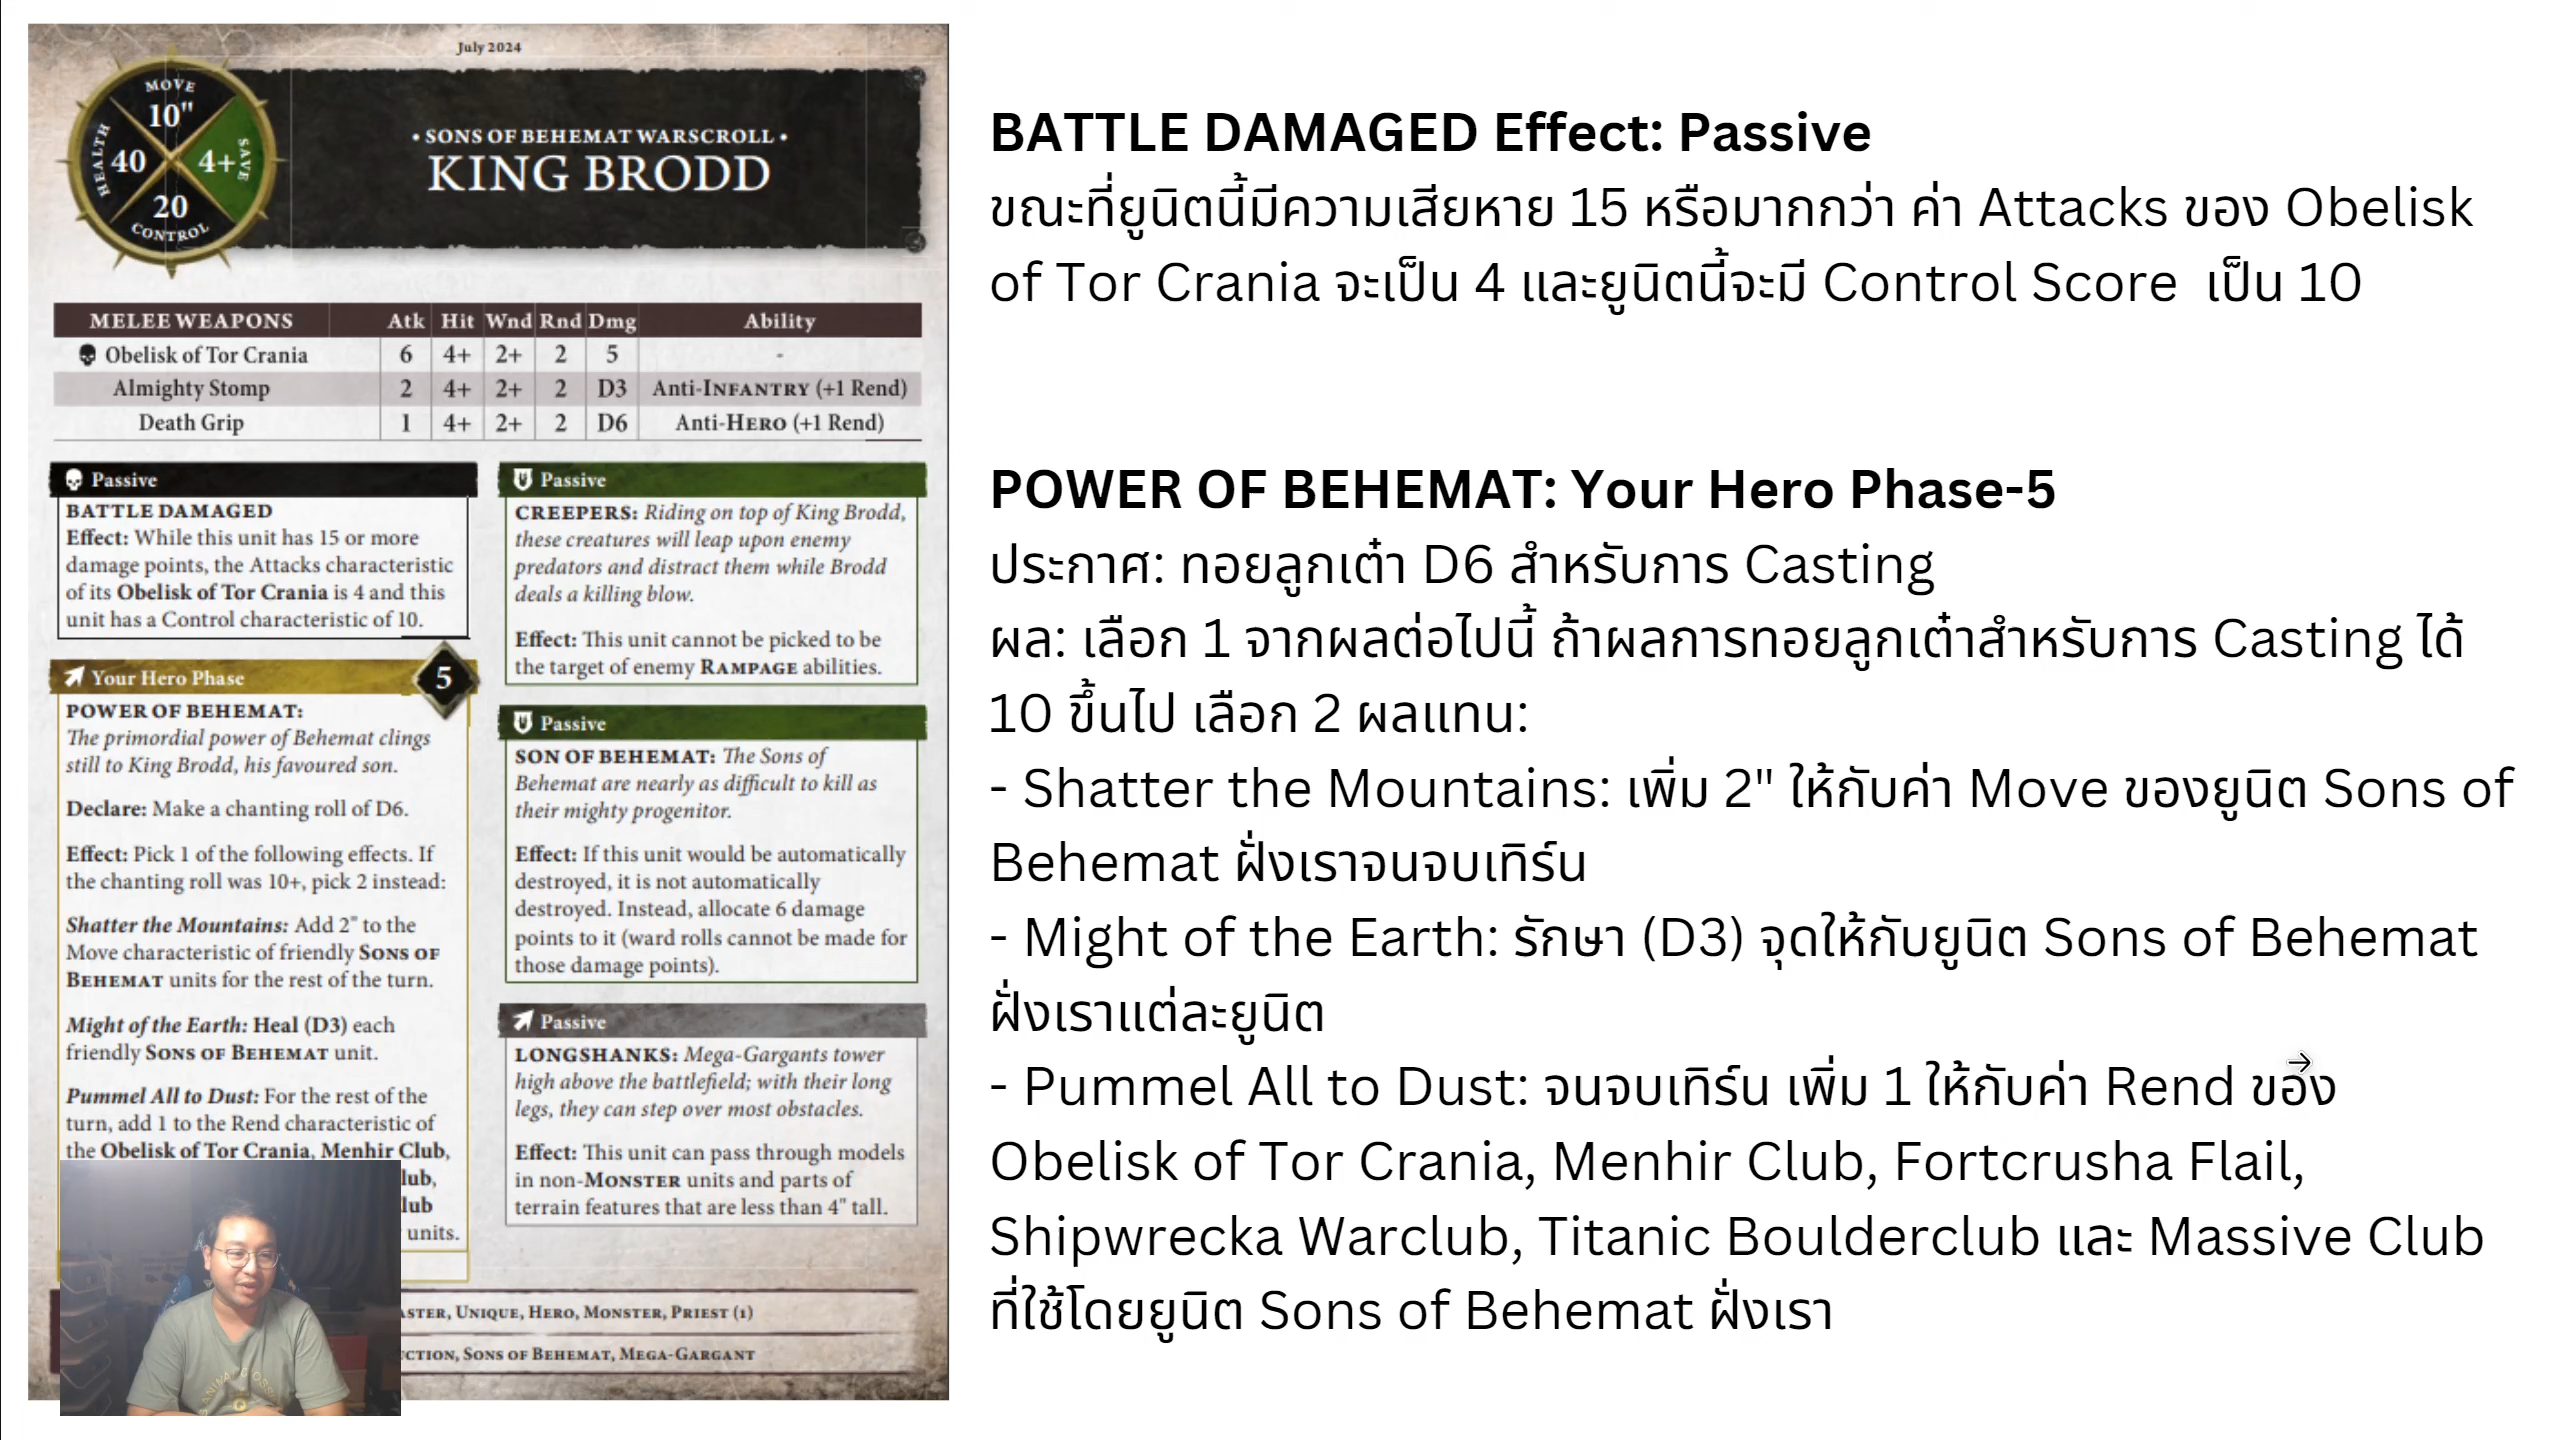 July 2024
MOVE
10"
HEALTH
40
4+
SAVE
20
CONTROL
• SONS OF BEHEMAT WARSCROLL •
KING BRODD
MELEE WEAPONS Atk Hit Wnd Rnd Dmg Ability
Obelisk of Tor Crania 6 4+ 2+ 2 5 -
Almighty Stomp 2 4+ 2+ 2 D3 Anti-INFANTRY (+1 Rend)
Death Grip 1 4+ 2+ 2 D6 Anti-HERO (+1 Rend)
Passive
BATTLE DAMAGED
Effect: While this unit has 15 or more
damage points, the Attacks characteristic
of its Obelisk of Tor Crania is 4 and this
unit has a Control characteristic of 10.
Your Hero Phase
5
POWER OF BEHEMAT:
The primordial power of Behemat clings
still to King Brodd, his favoured son.
Declare: Make a chanting roll of D6.
Effect: Pick 1 of the following effects. If
the chanting roll was 10+, pick 2 instead:
Shatter the Mountains: Add 2" to the
Move characteristic of friendly SONS OF
BEHEMAT units for the rest of the turn.
Might of the Earth: Heal (D3) each
friendly SONS OF BEHEMAT unit.
Pummel All to Dust: For the rest of the
turn, add 1 to the Rend characteristic of
the Obelisk of Tor Crania, Menhir Club,
lub,
lub
units.
Passive
CREEPERS: Riding on top of King Brodd,
these creatures will leap upon enemy
predators and distract them while Brodd
deals a killing blow.
Effect: This unit cannot be picked to be
the target of enemy RAMPAGE abilities.
Passive
SON OF BEHEMAT: The Sons of
Behemat are nearly as difficult to kill as
their mighty progenitor.
Effect: If this unit would be automatically
destroyed, it is not automatically
destroyed. Instead, allocate 6 damage
points to it (ward rolls cannot be made for
those damage points).
Passive
LONGSHANKS: Mega-Gargants tower
high above the battlefield; with their long
legs, they can step over most obstacles.
Effect: This unit can pass through models
in non-MONSTER units and parts of
terrain features that are less than 4" tall.
ASTER, UNIQUE, HERO, MONSTER, PRIEST (1)
CTION, SONS OF BEHEMAT, MEGA-GARGANT
BATTLE DAMAGED Effect: Passive
ขณะที่ยูนิตนี้มีความเสียหาย 15 หรือมากกว่า ค่า Attacks ของ Obelisk
of Tor Crania จะเป็น 4 และยูนิตนี้จะมี Control Score เป็น 10
POWER OF BEHEMAT: Your Hero Phase-5
ประกาศ: ทอยลูกเต๋า D6 สำหรับการ Casting
ผล: เลือก 1 จากผลต่อไปนี้ ถ้าผลการทอยลูกเต๋าสำหรับการ Casting ได้
10 ขึ้นไป เลือก 2 ผลแทน:
- Shatter the Mountains: เพิ่ม 2" ให้กับค่า Move ของยูนิต Sons of
Behemat ฝั่งเราจนจบเทิร์น
- Might of the Earth: รักษา (D3) จุดให้กับยูนิต Sons of Behemat
ฝั่งเราแต่ละยูนิต
- Pummel All to Dust: จนจบเทิร์น เพิ่ม 1 ให้กับค่า Rend ของ
Obelisk of Tor Crania, Menhir Club, Fortcrusha Flail,
Shipwrecka Warclub, Titanic Boulderclub และ Massive Club
ที่ใช้โดยยูนิต Sons of Behemat ฝั่งเรา